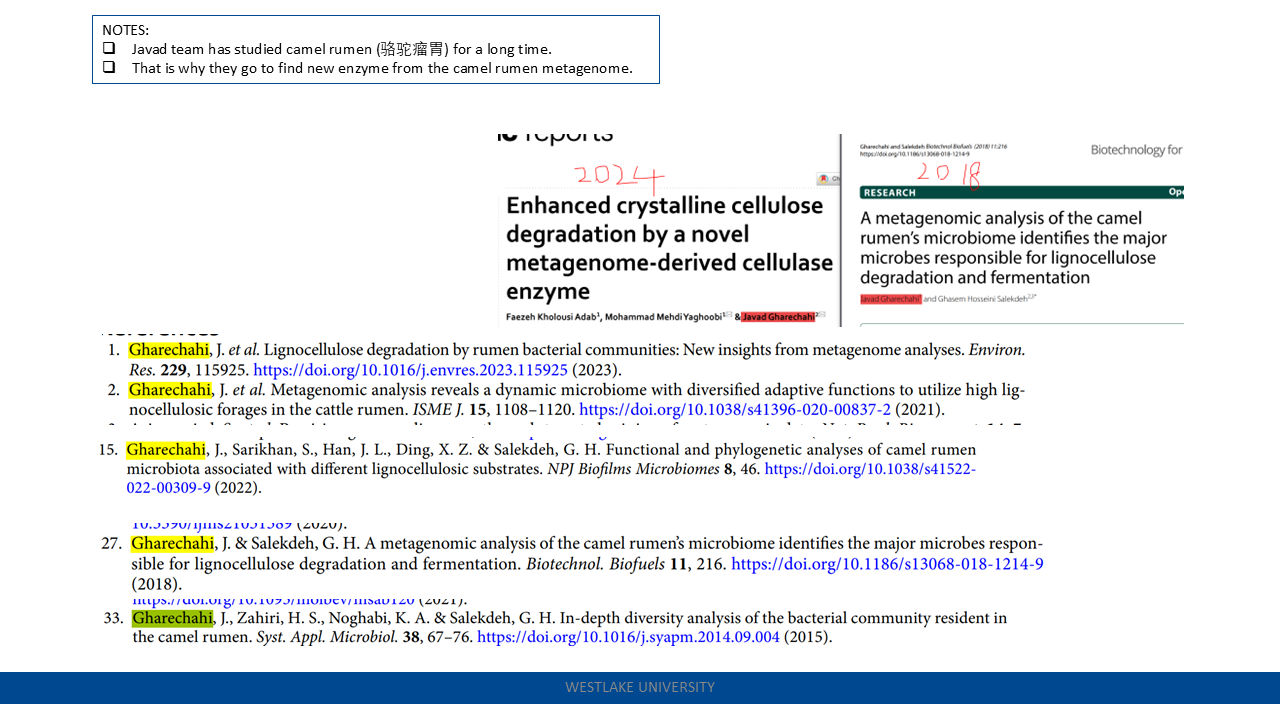 NOTES:
❑ Javad team has studied camel rumen (骆驼瘤胃) for a long time.
❑ That is why they go to find new enzyme from the camel rumen metagenome.
reports
2024
Enhanced crystalline cellulose
degradation by a novel
metagenome-derived cellulase
enzyme
Faezeh Kholousi Adab1, Mohammad Mehdi Yaghoobi1 & Javad Gharechahi2
Gharechahi and Salekdeh Biotechnol Biofuels (2018) 11:216
https://doi.org/10.1186/s13068-018-1214-9
Biotechnology for
2018
RESEARCH Ope
A metagenomic analysis of the camel
rumen's microbiome identifies the major
microbes responsible for lignocellulose
degradation and fermentation
Javad Gharechahi1 and Ghasem Hosseini Salekdeh2,3*
References
1. Gharechahi, J. et al. Lignocellulose degradation by rumen bacterial communities: New insights from metagenome analyses. Environ.
Res. 229, 115925. https://doi.org/10.1016/j.envres.2023.115925 (2023).
2. Gharechahi, J. et al. Metagenomic analysis reveals a dynamic microbiome with diversified adaptive functions to utilize high lig-
nocellulosic forages in the cattle rumen. ISME J. 15, 1108–1120. https://doi.org/10.1038/s41396-020-00837-2 (2021).
15. Gharechahi, J., Sarikhan, S., Han, J. L., Ding, X. Z. & Salekdeh, G. H. Functional and phylogenetic analyses of camel rumen
microbiota associated with different lignocellulosic substrates. NPJ Biofilms Microbiomes 8, 46. https://doi.org/10.1038/s41522-
022-00309-9 (2022).
10.3390/ijms21051589 (2020).
27. Gharechahi, J. & Salekdeh, G. H. A metagenomic analysis of the camel rumen's microbiome identifies the major microbes respon-
sible for lignocellulose degradation and fermentation. Biotechnol. Biofuels 11, 216. https://doi.org/10.1186/s13068-018-1214-9
(2018).
https://doi.org/10.1093/molbev/msab120 (2021).
33. Gharechahi, J., Zahiri, H. S., Noghabi, K. A. & Salekdeh, G. H. In-depth diversity analysis of the bacterial community resident in
the camel rumen. Syst. Appl. Microbiol. 38, 67–76. https://doi.org/10.1016/j.syapm.2014.09.004 (2015).
WESTLAKE UNIVERSITY